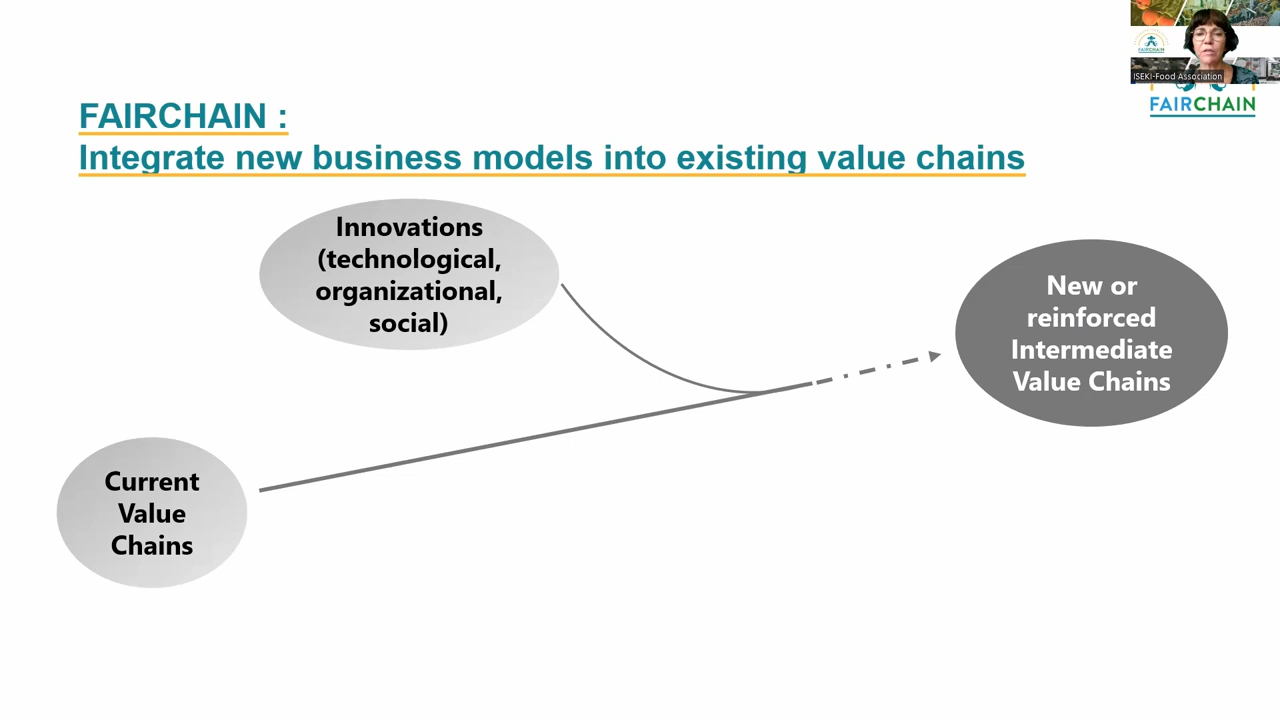 FAIRCHAIN :
Integrate new business models into existing value chains
Innovations
(technological,
organizational,
social)
New or
reinforced
Intermediate
Value Chains
Current
Value
Chains
FAIRCHAIN
ISEKI-Food Association
FAIRCHAIN